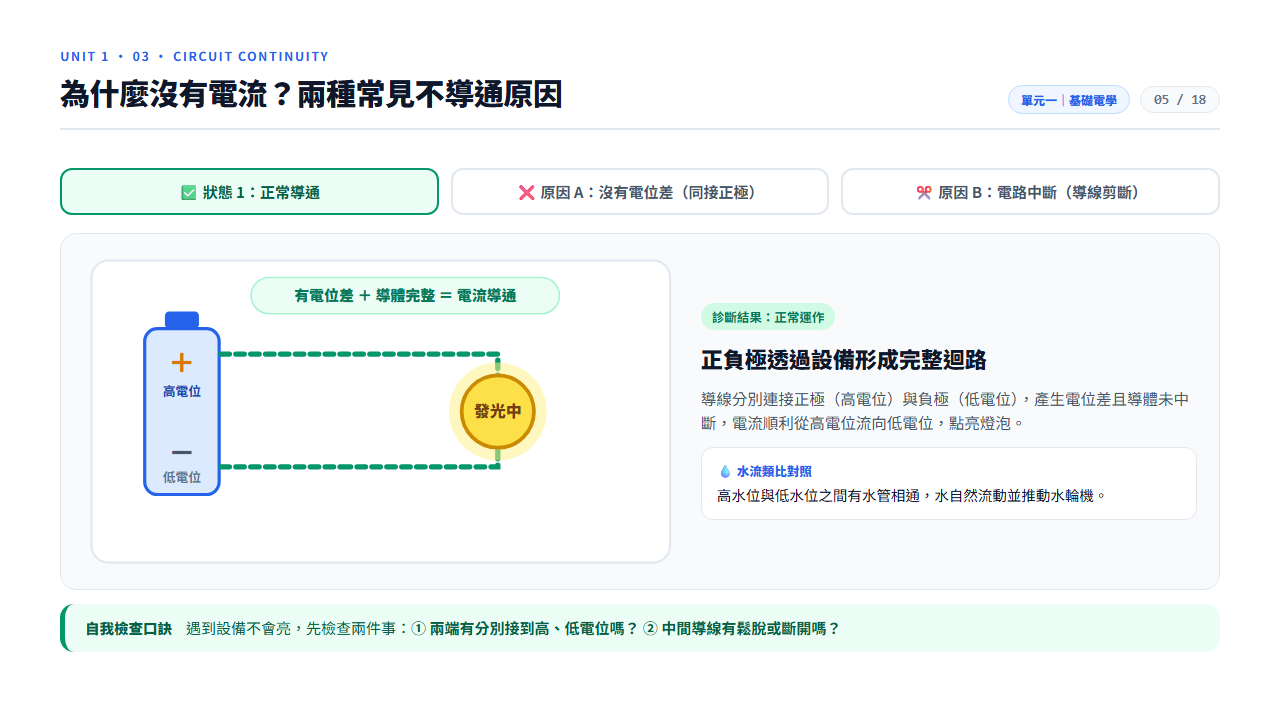 UNIT 1 • 03 • CIRCUIT CONTINUITY
為什麼沒有電流？兩種常見不導通原因
單元一｜基礎電學
05 / 18
✅ 狀態 1：正常導通
❌ 原因 A：沒有電位差（同接正極）
✂️ 原因 B：電路中斷（導線剪斷）
有電位差 ＋ 導體完整 ＝ 電流導通
＋
高電位
－
低電位
發光中
診斷結果：正常運作
正負極透過設備形成完整迴路
導線分別連接正極（高電位）與負極（低電位），產生電位差且導體未中
斷，電流順利從高電位流向低電位，點亮燈泡。
💧 水流類比對照
高水位與低水位之間有水管相通，水自然流動並推動水輪機。
自我檢查口訣 遇到設備不會亮，先檢查兩件事：① 兩端有分別接到高、低電位嗎？ ② 中間導線有鬆脫或斷開嗎？